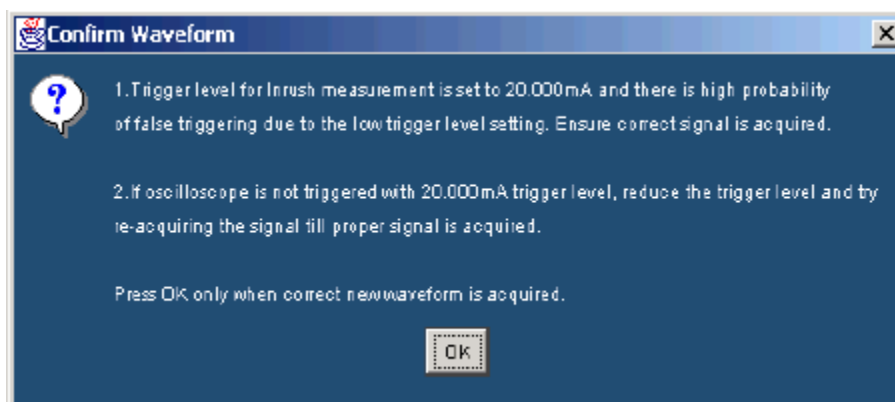 Confirm Waveform
1.Trigger level for Inrush measurement is set to 20.000mA and there is high probability
of false triggering due to the low trigger level setting. Ensure correct signal is acquired.
2.If oscilloscope is not triggered with 20.000mA trigger level, reduce the trigger level and try
re-acquiring the signal till proper signal is acquired.
Press OK only when correct new waveform is acquired.
OK